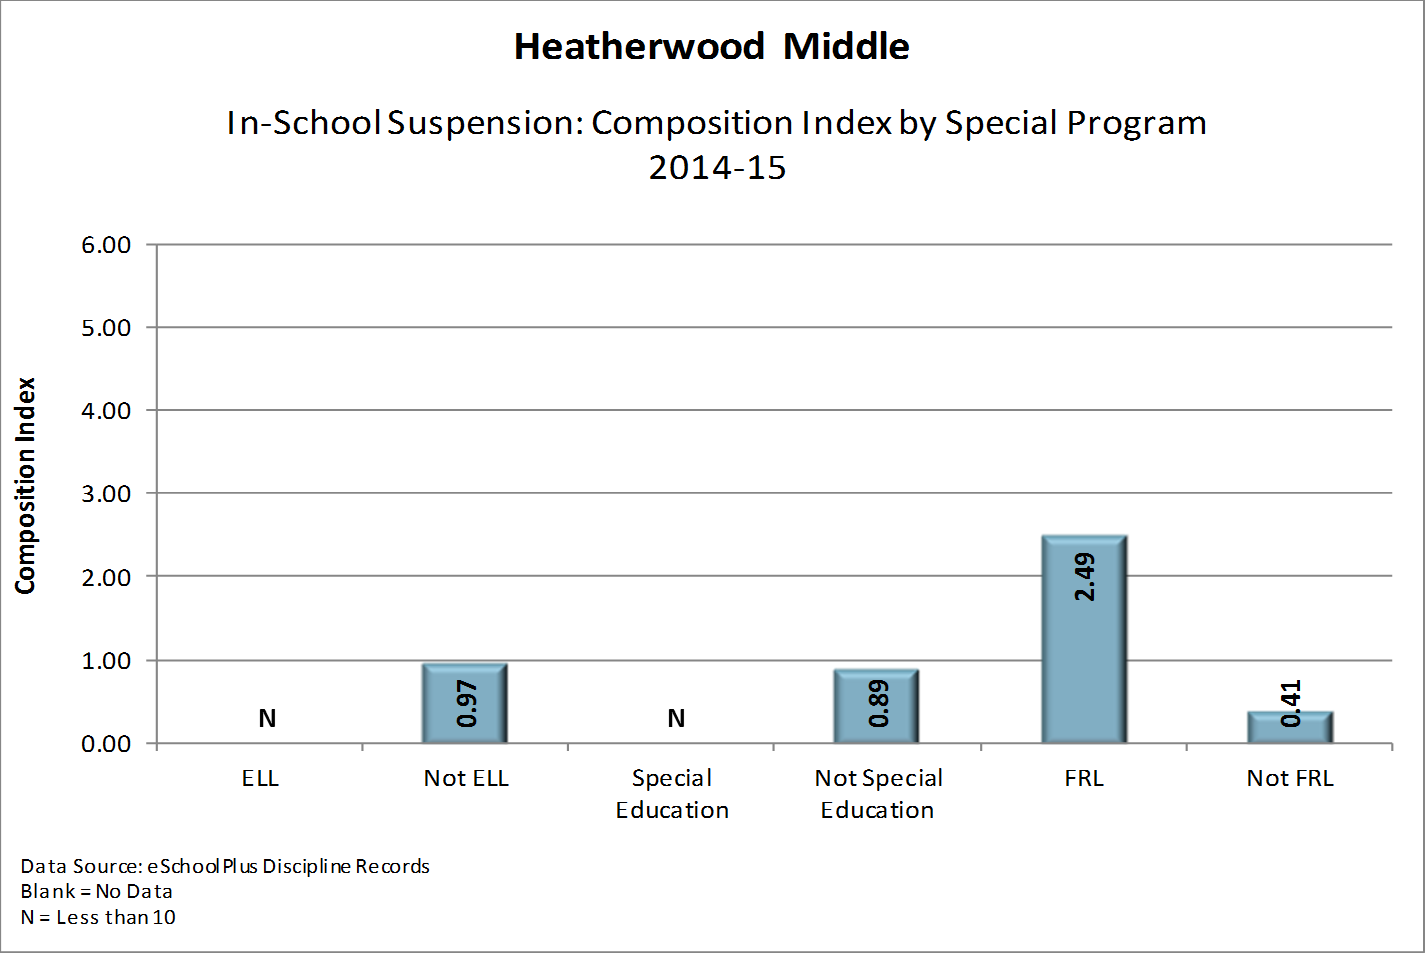 Heatherwood Middle
In-School Suspension: Composition Index by Special Program
2014-15
Composition Index
6.00
5.00
4.00
3.00
2.00
1.00
0.00
N
0.97
N
0.89
2.49
0.41
ELL
Not ELL
Special
Education
Not Special
Education
FRL
Not FRL
Data Source: eSchoolPlus Discipline Records
Blank = No Data
N = Less than 10